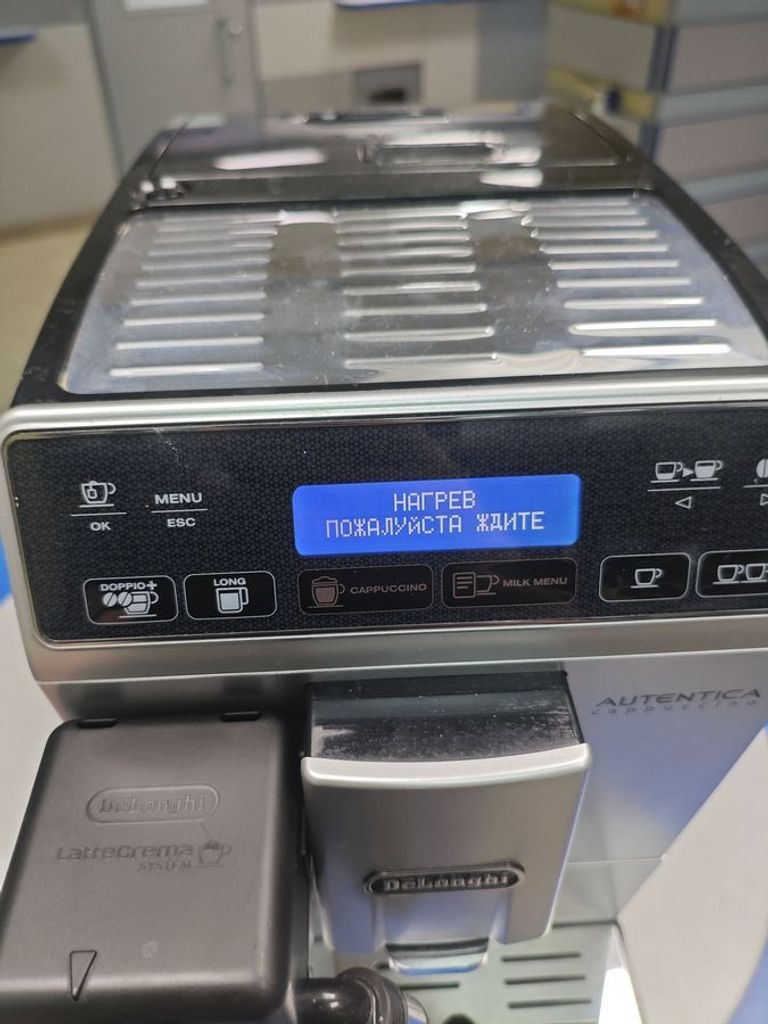 НАГРЕВ
ПОЖАЛУЙСТА ЖДИТЕ
OK
MENU
ESC
DOPPIO+
LONG
CAPPUCCINO
MILK MENU
AUTENTICA
cappuccino
DeLonghi
LatteCrema
SYSTEM
DeLonghi